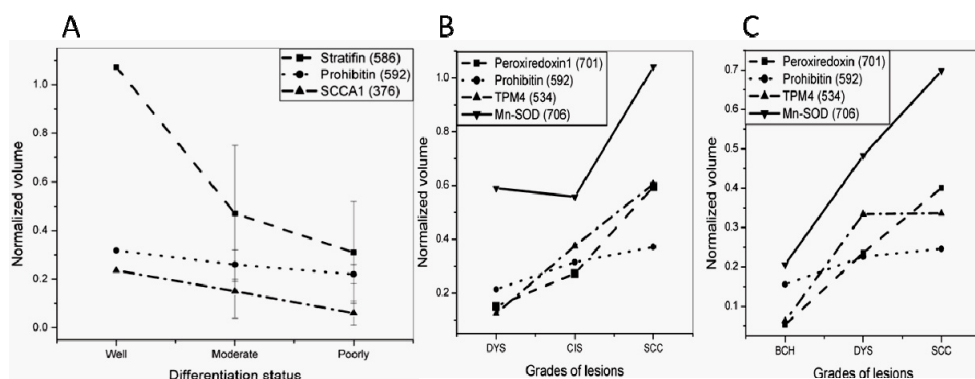 A
Stratifin (586)
Prohibitin (592)
SCCA1 (376)
Normalized volume
1.0
0.8
0.6
0.4
0.2
0.0
Well
Moderate
Poorly
Differentiation status
B
Peroxiredoxin1 (701)
Prohibitin (592)
TPM4 (534)
Mn-SOD (706)
Normalized volume
1.0
0.8
0.6
0.4
0.2
DYS
CIS
SCC
Grades of lesions
C
Peroxiredoxin (701)
Prohibitin (592)
TPM4 (534)
Mn-SOD (706)
Normalized volume
0.7
0.6
0.5
0.4
0.3
0.2
0.1
BCH
DYS
SCC
Grades of lesions